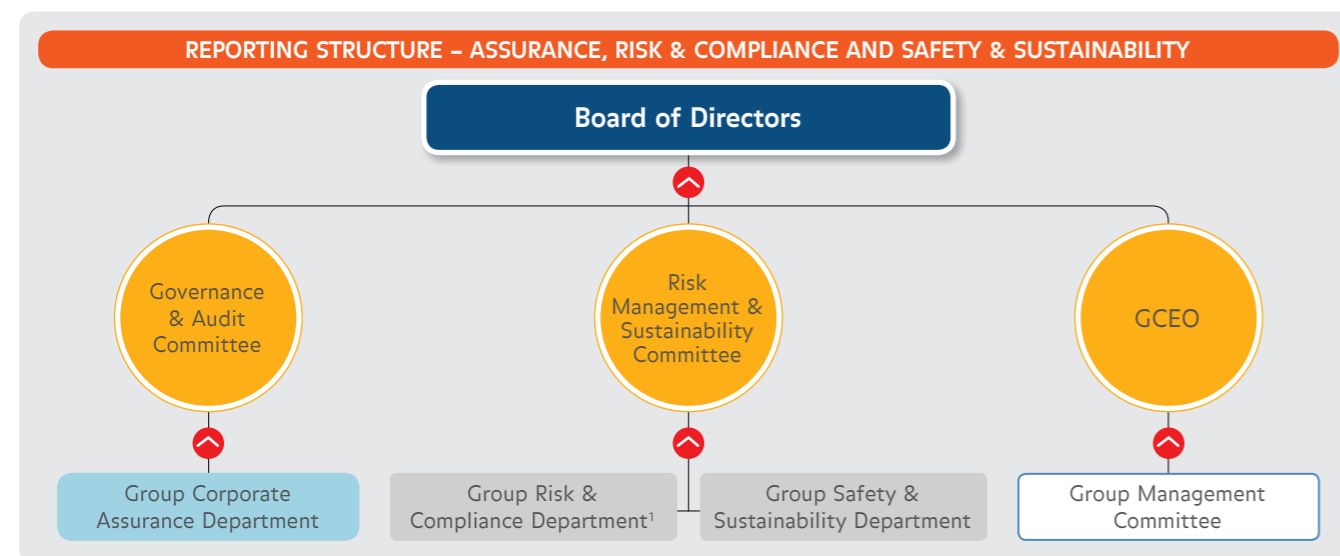 REPORTING STRUCTURE – ASSURANCE, RISK & COMPLIANCE AND SAFETY & SUSTAINABILITY
Board of Directors
Governance
& Audit
Committee
Risk
Management &
Sustainability
Committee
GCEO
Group Corporate
Assurance Department
Group Risk &
Compliance Department¹
Group Safety &
Sustainability Department
Group Management
Committee